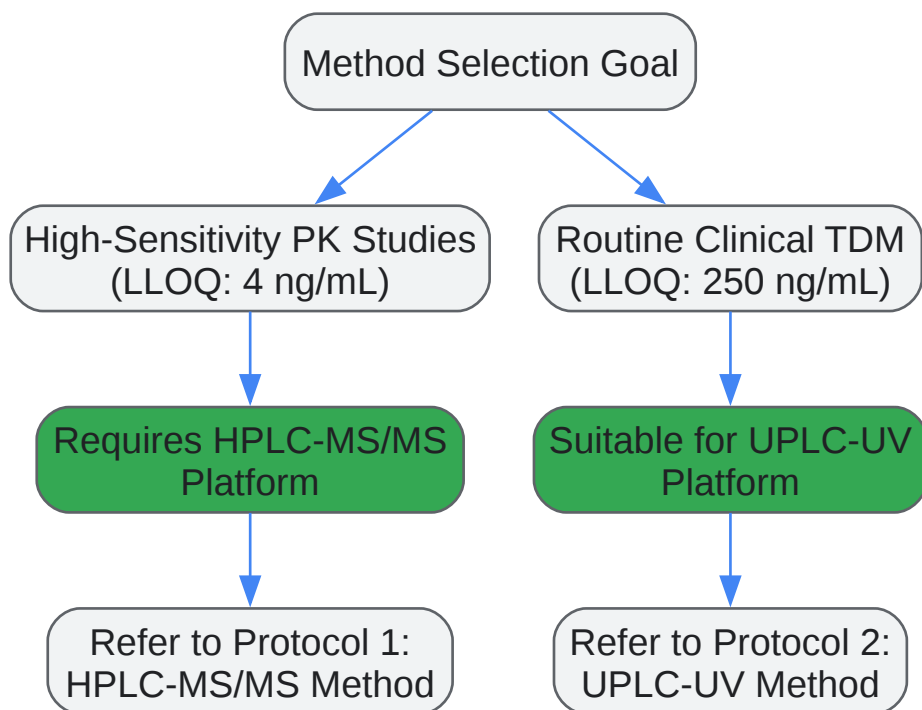 Method Selection Goal
High-Sensitivity PK Studies
(LLOQ: 4 ng/mL)
Routine Clinical TDM
(LLOQ: 250 ng/mL)
Requires HPLC-MS/MS
Platform
Suitable for UPLC-UV
Platform
Refer to Protocol 1:
HPLC-MS/MS Method
Refer to Protocol 2:
UPLC-UV Method